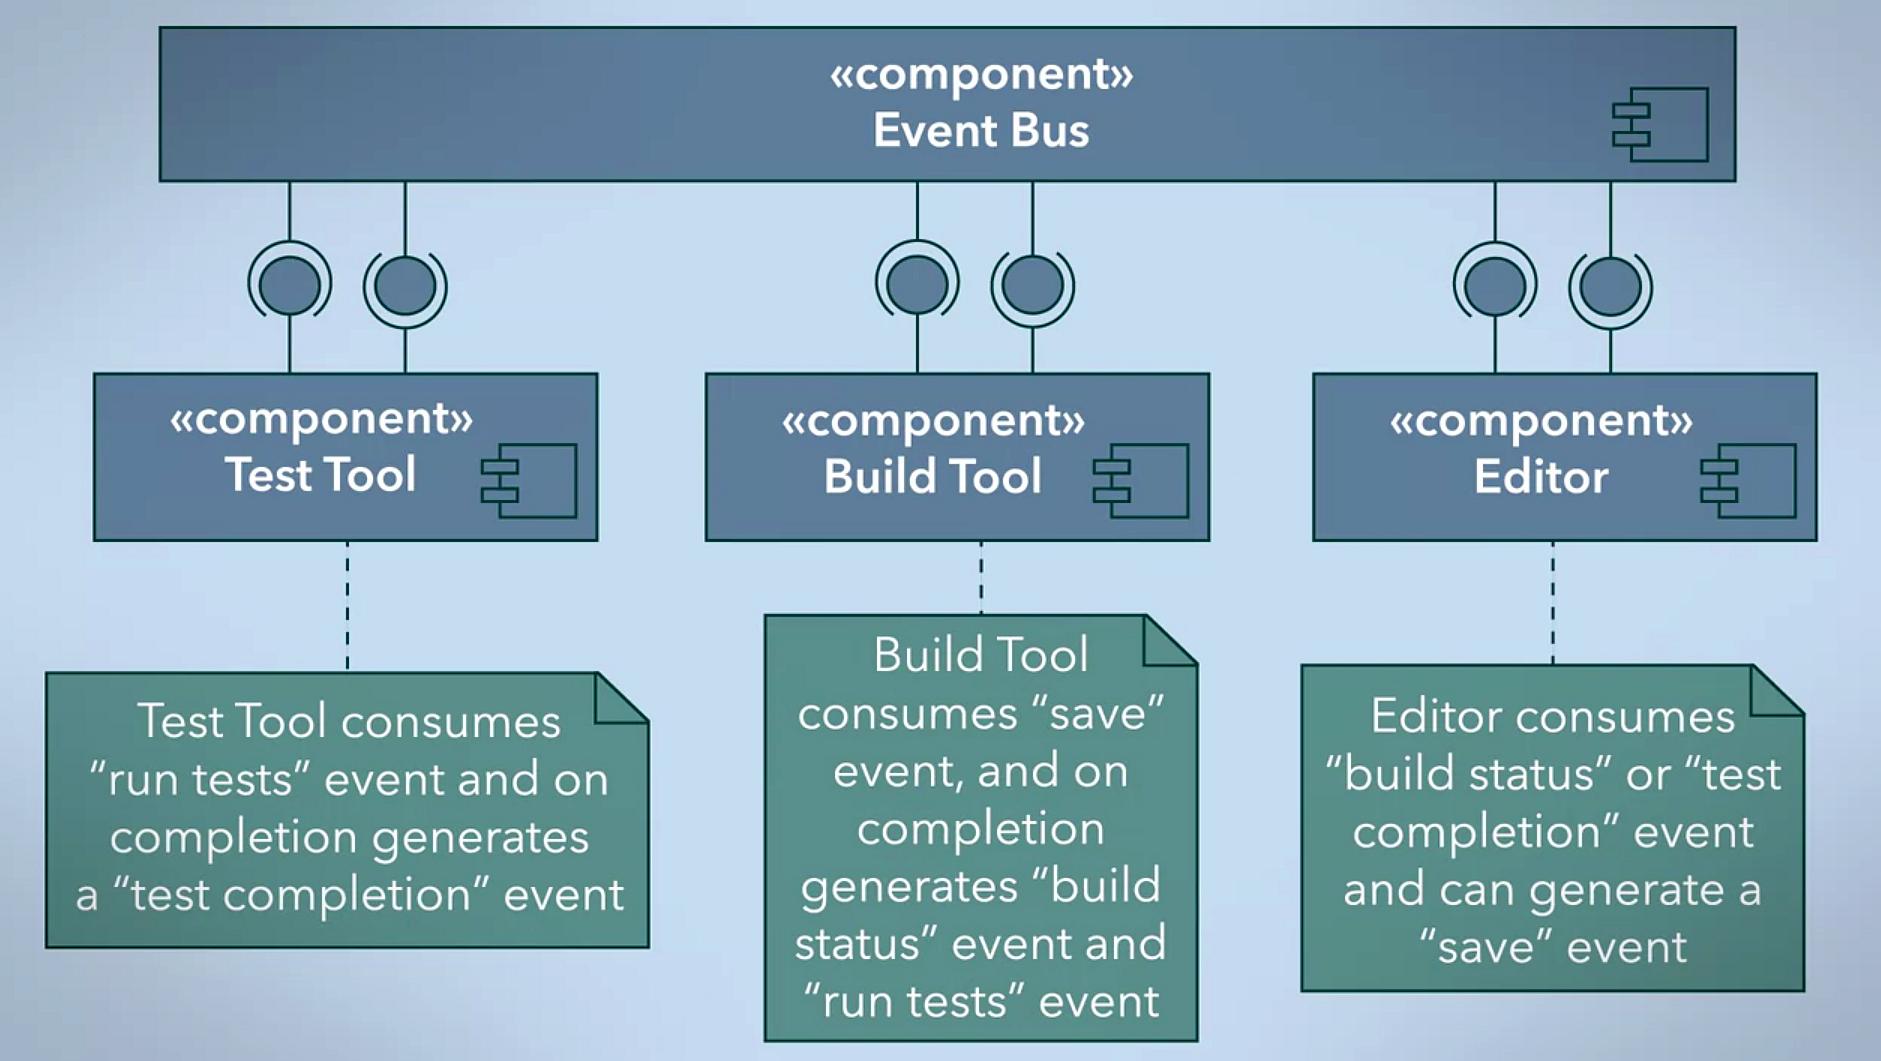 «component»
Event Bus
«component»
Test Tool
«component»
Build Tool
«component»
Editor
Test Tool consumes
“run tests” event and on
completion generates
a “test completion” event
Build Tool
consumes “save”
event, and on
completion
generates “build
status” event and
“run tests” event
Editor consumes
“build status” or “test
completion” event
and can generate a
“save” event